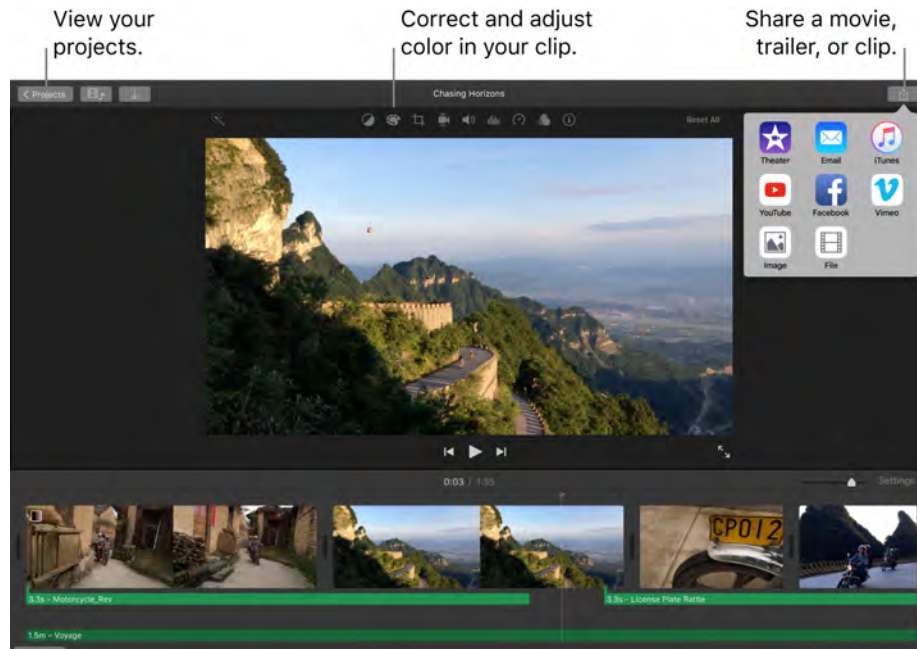 View your
projects.
Correct and adjust
color in your clip.
Share a movie,
trailer, or clip.
Projects
Chasing Horizons
Reset All
Theater
Email
iTunes
YouTube
Facebook
Vimeo
Image
File
0:03 / 1:55
Settings
CP012
3.3s – Motorcycle_Rev
3.3s – License Plate Rattle
1.5m – Voyage